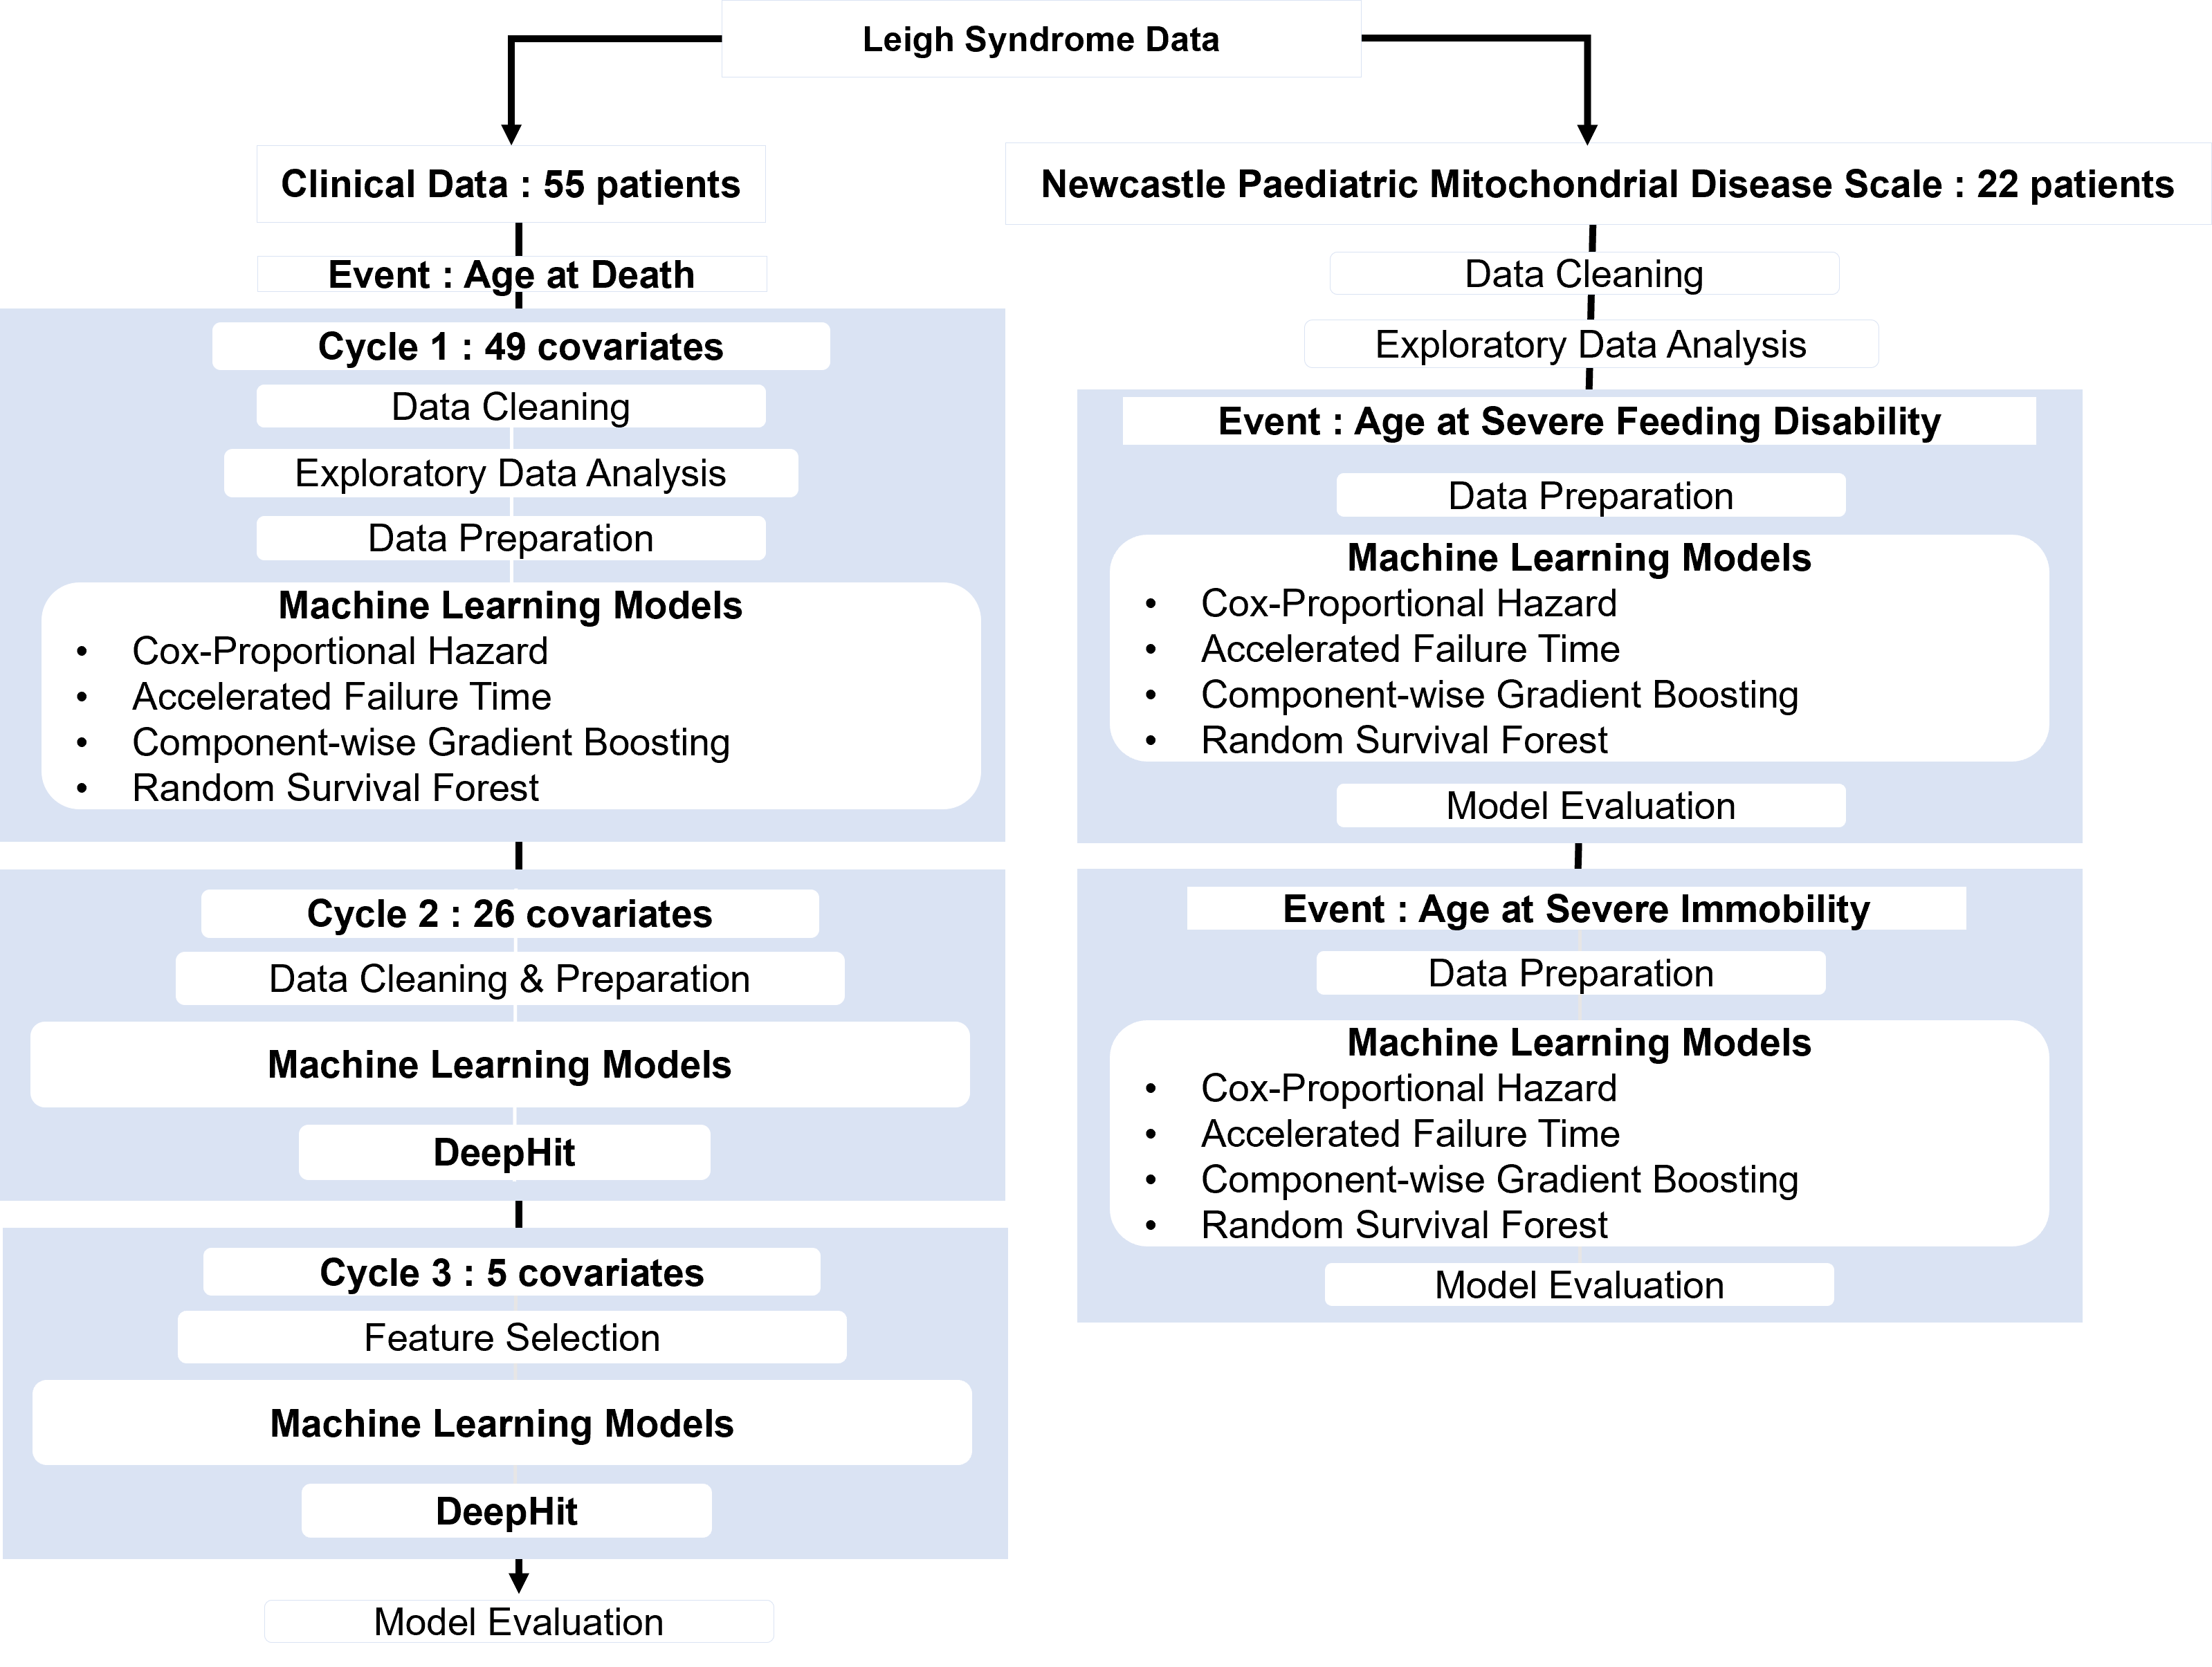 Leigh Syndrome Data
Clinical Data : 55 patients
Event : Age at Death
Cycle 1 : 49 covariates
Data Cleaning
Exploratory Data Analysis
Data Preparation
Machine Learning Models
• Cox-Proportional Hazard
• Accelerated Failure Time
• Component-wise Gradient Boosting
• Random Survival Forest
Cycle 2 : 26 covariates
Data Cleaning & Preparation
Machine Learning Models
DeepHit
Cycle 3 : 5 covariates
Feature Selection
Machine Learning Models
DeepHit
Model Evaluation
Newcastle Paediatric Mitochondrial Disease Scale : 22 patients
Data Cleaning
Exploratory Data Analysis
Event : Age at Severe Feeding Disability
Data Preparation
Machine Learning Models
• Cox-Proportional Hazard
• Accelerated Failure Time
• Component-wise Gradient Boosting
• Random Survival Forest
Model Evaluation
Event : Age at Severe Immobility
Data Preparation
Machine Learning Models
• Cox-Proportional Hazard
• Accelerated Failure Time
• Component-wise Gradient Boosting
• Random Survival Forest
Model Evaluation